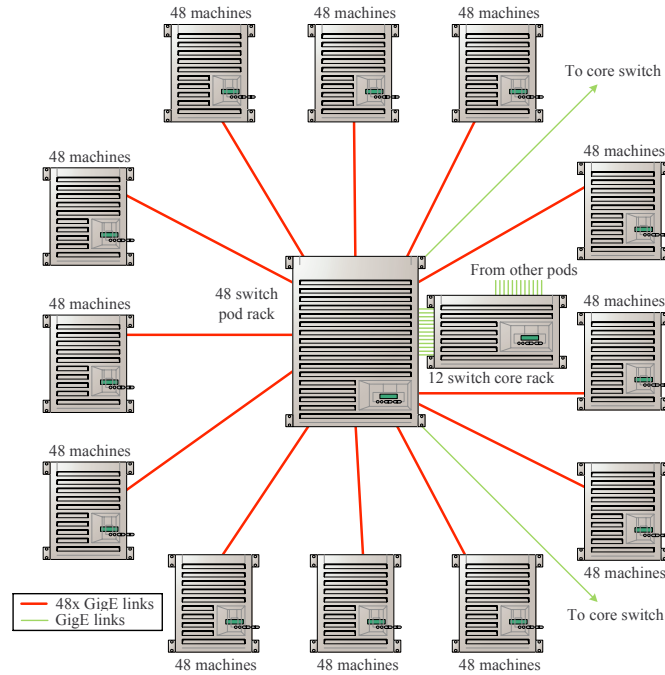 48 machines
48 machines
48 machines
To core switch
48 machines
48 machines
From other pods
48 switch
pod rack
48 machines
48 machines
12 switch core rack
48 machines
48 machines
48x GigE links
GigE links
To core switch
48 machines
48 machines
48 machines